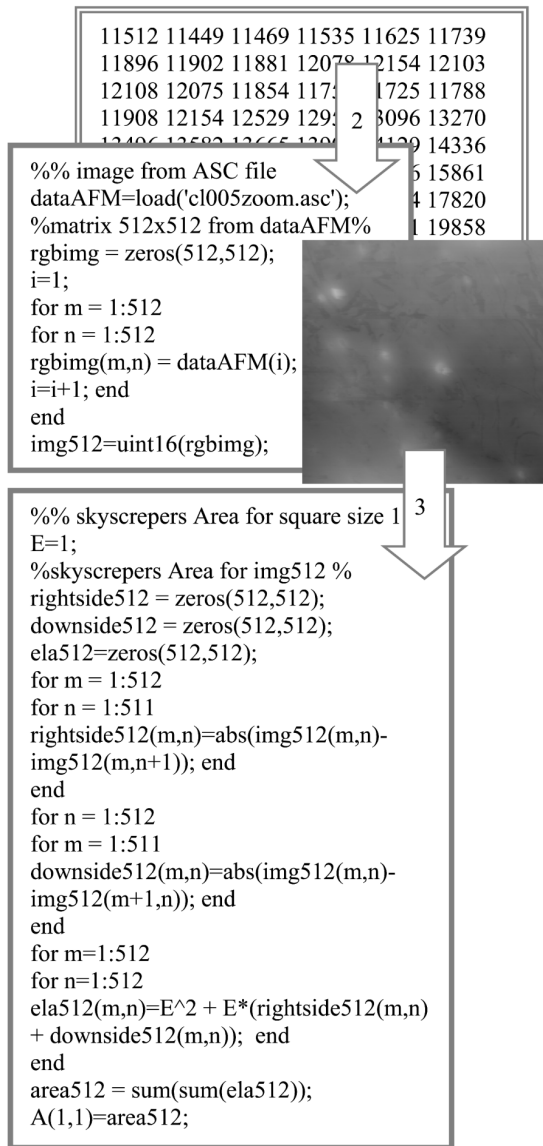 11512 11449 11469 11535 11625 11739
11896 11902 11881 12078 12154 12103
12108 12075 11854 11788
11908 12154 12529 13270
14336
15861
17820
19858
2
%% image from ASC file
dataAFM=load('cl005zoom.asc');
%matrix 512x512 from dataAFM%
rgbimg = zeros(512,512);
i=1;
for m = 1:512
for n = 1:512
rgbimg(m,n) = dataAFM(i);
i=i+1; end
end
img512=uint16(rgbimg);
3
%% skyscrepers Area for square size 1
E=1;
%skyscrepers Area for img512 %
rightside512 = zeros(512,512);
downside512 = zeros(512,512);
ela512=zeros(512,512);
for m = 1:512
for n = 1:511
rightside512(m,n)=abs(img512(m,n)-
img512(m,n+1)); end
end
for n = 1:512
for m = 1:511
downside512(m,n)=abs(img512(m,n)-
img512(m+1,n)); end
end
for m=1:512
for n=1:512
ela512(m,n)=E^2 + E*(rightside512(m,n)
+ downside512(m,n)); end
end
area512 = sum(sum(ela512));
A(1,1)=area512;